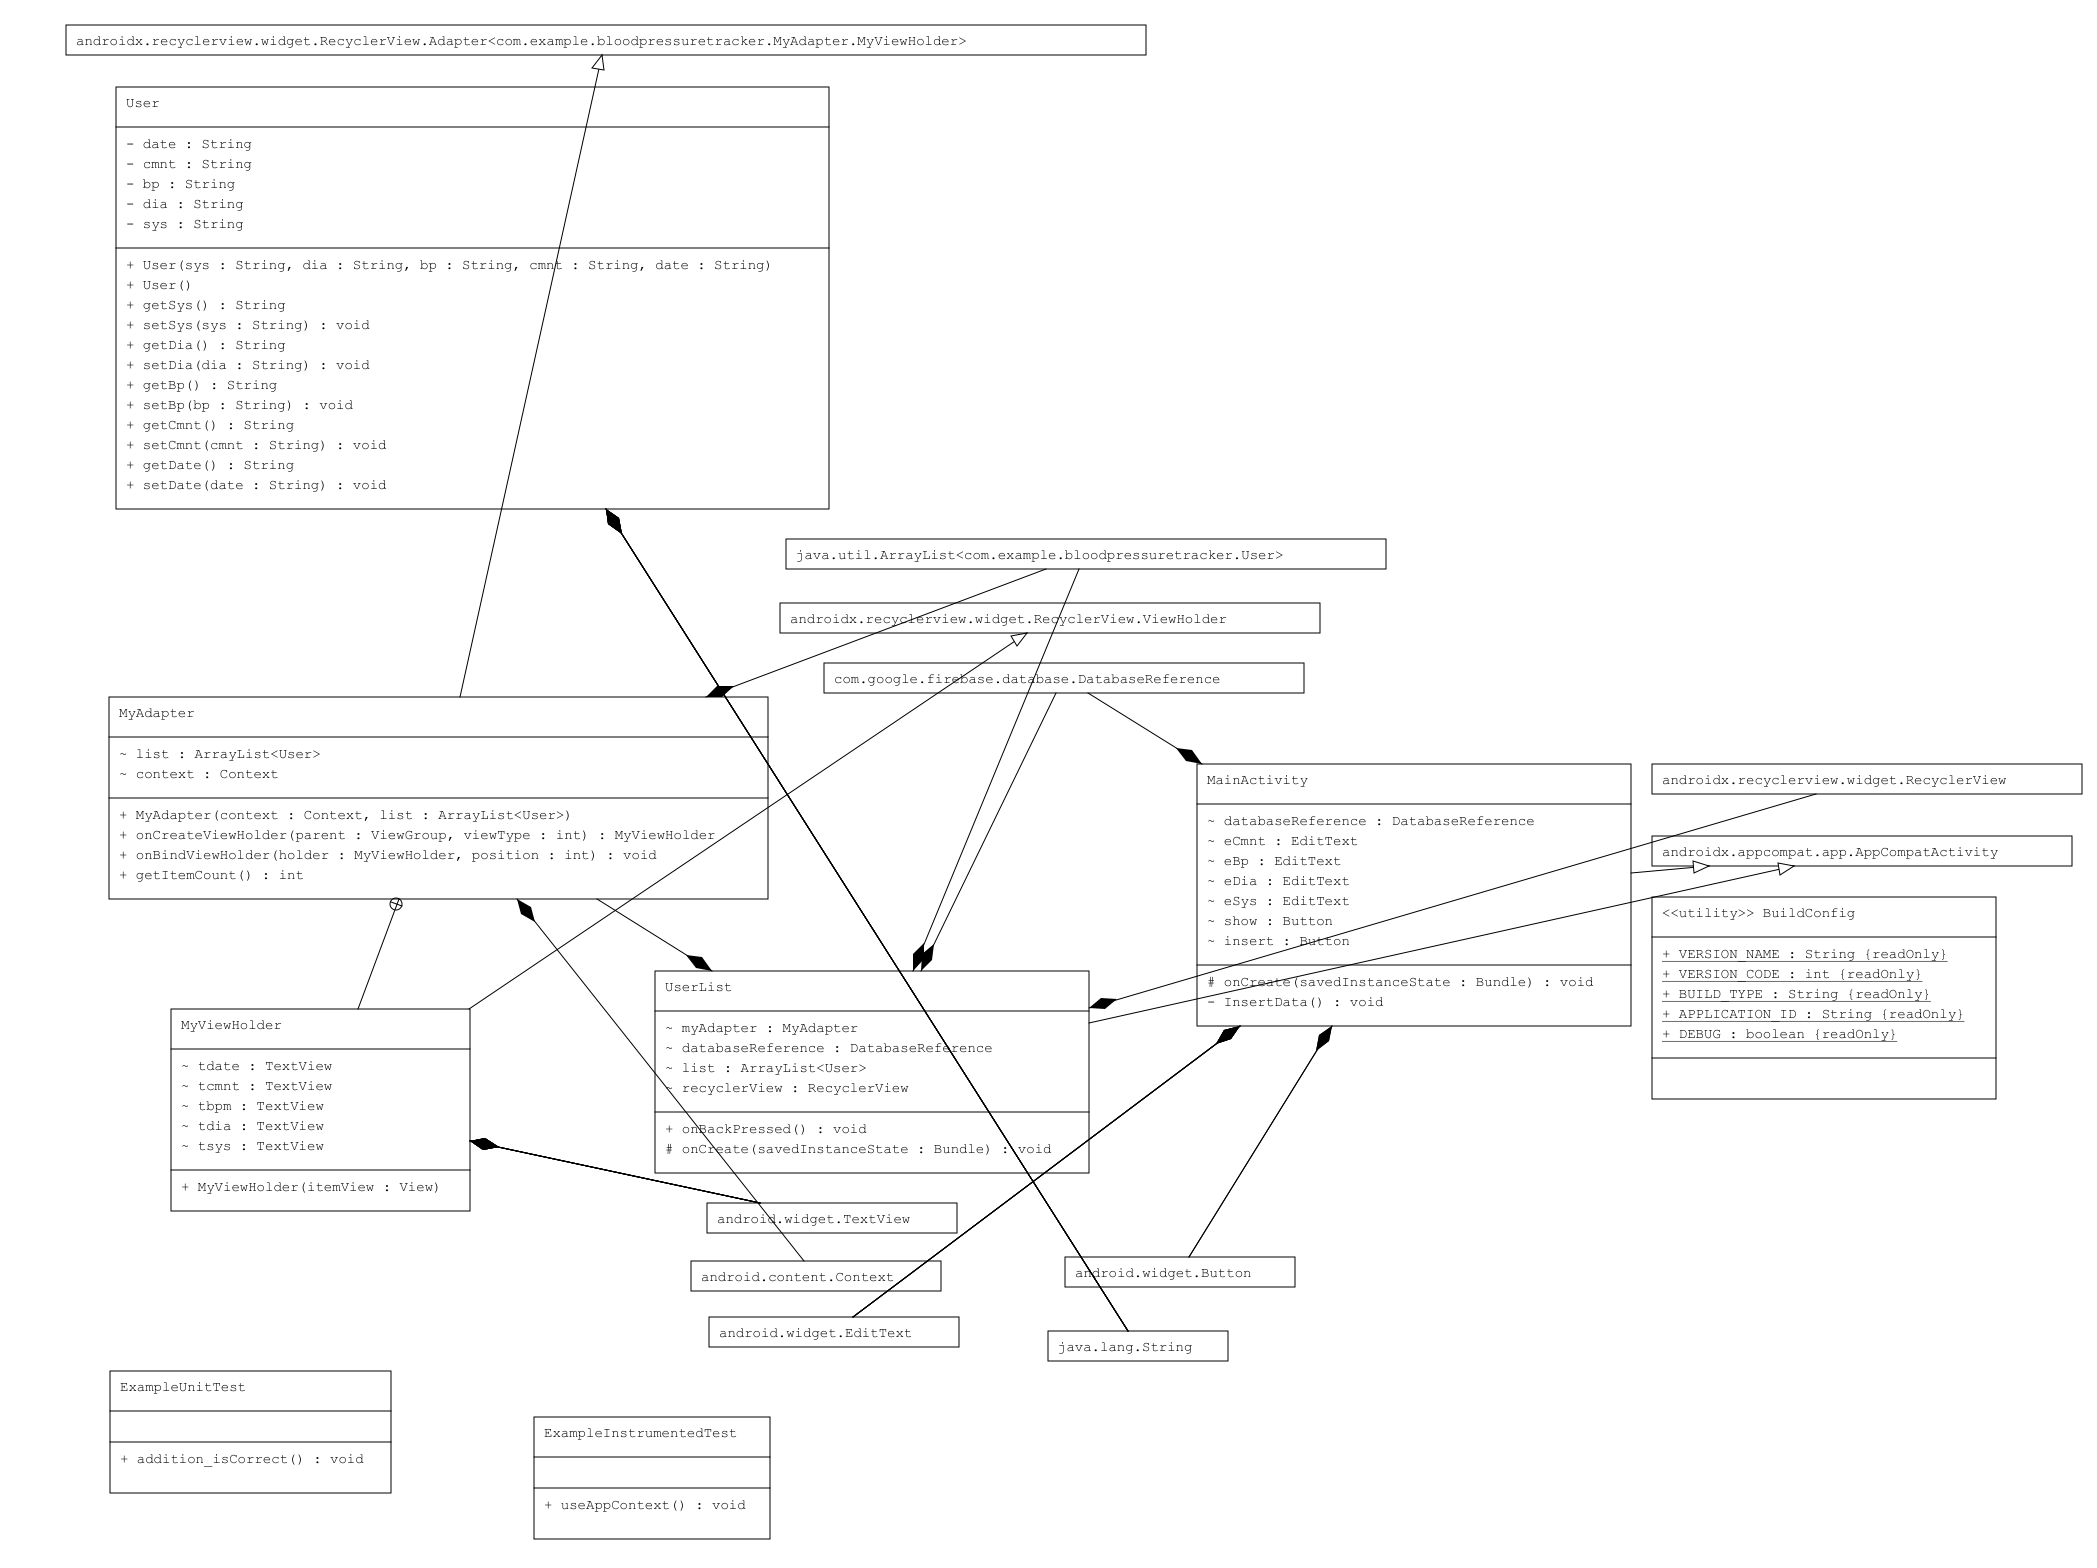 androidx.recyclerview.widget.RecyclerView.Adapter<com.example.bloodpressuretracker.MyAdapter.MyViewHolder>
User
- date : String
- cmnt : String
- bp : String
- dia : String
- sys : String
+ User(sys : String, dia : String, bp : String, cmnt : String, date : String)
+ User()
+ getSys() : String
+ setSys(sys : String) : void
+ getDia() : String
+ setDia(dia : String) : void
+ getBp() : String
+ setBp(bp : String) : void
+ getCmnt() : String
+ setCmnt(cmnt : String) : void
+ getDate() : String
+ setDate(date : String) : void
java.util.ArrayList<com.example.bloodpressuretracker.User>
androidx.recyclerview.widget.RecyclerView.ViewHolder
com.google.firebase.database.DatabaseReference
MyAdapter
~ list : ArrayList<User>
~ context : Context
+ MyAdapter(context : Context, list : ArrayList<User>)
+ onCreateViewHolder(parent : ViewGroup, viewType : int) : MyViewHolder
+ onBindViewHolder(holder : MyViewHolder, position : int) : void
+ getItemCount() : int
MainActivity
~ databaseReference : DatabaseReference
~ eCmnt : EditText
~ eBp : EditText
~ eDia : EditText
~ eSys : EditText
~ show : Button
~ insert : Button
# onCreate(savedInstanceState : Bundle) : void
- InsertData() : void
androidx.recyclerview.widget.RecyclerView
androidx.appcompat.app.AppCompatActivity
<<utility>> BuildConfig
+ VERSION_NAME : String {readOnly}
+ VERSION_CODE : int {readOnly}
+ BUILD_TYPE : String {readOnly}
+ APPLICATION_ID : String {readOnly}
+ DEBUG : boolean {readOnly}
UserList
~ myAdapter : MyAdapter
~ databaseReference : DatabaseReference
~ list : ArrayList<User>
~ recyclerView : RecyclerView
+ onBackPressed() : void
# onCreate(savedInstanceState : Bundle) : void
MyViewHolder
~ tdate : TextView
~ tcmnt : TextView
~ tbpm : TextView
~ tdia : TextView
~ tsys : TextView
+ MyViewHolder(itemView : View)
android.widget.TextView
android.content.Context
android.widget.Button
android.widget.EditText
java.lang.String
ExampleUnitTest
+ addition_isCorrect() : void
ExampleInstrumentedTest
+ useAppContext() : void